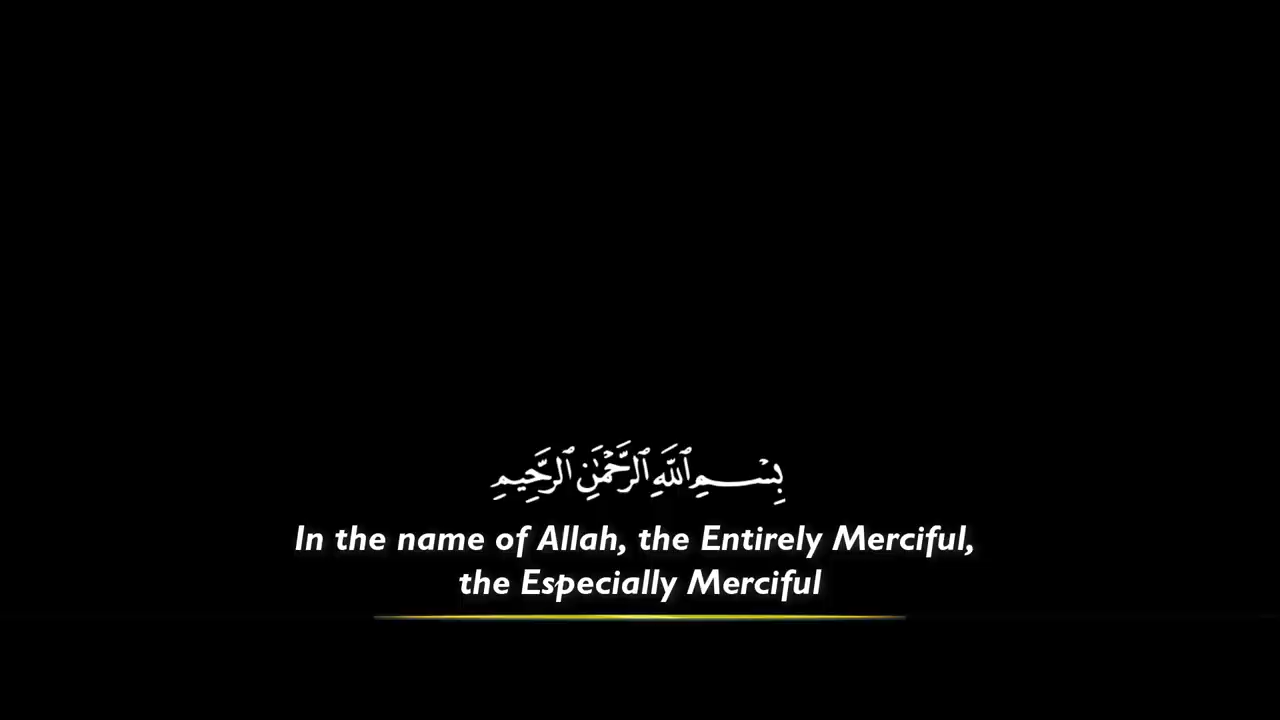 بِسْمِ ٱللَّهِ ٱلرَّحْمَٰنِ ٱلرَّحِيمِ
In the name of Allah, the Entirely Merciful,
the Especially Merciful